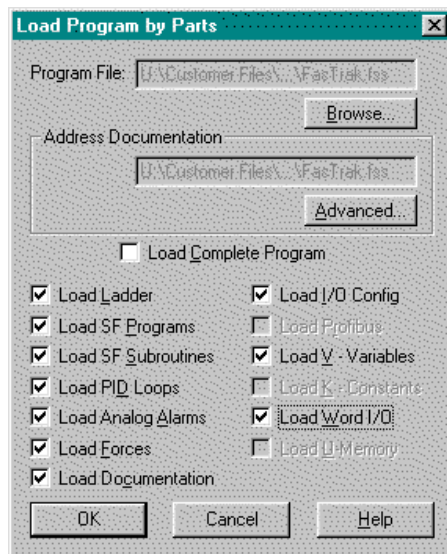 Load Program by Parts
Program File: U:\Customer Files\...\FasTrak.fss
Browse...
Address Documentation
U:\Customer Files\...\FasTrak.fss
Advanced...
Load Complete Program
Load Ladder
Load I/O Config
Load SF Programs
Load Profibus
Load SF Subroutines
Load V - Variables
Load PID Loops
Load K - Constants
Load Analog Alarms
Load Word I/O
Load Forces
Load U-Memory
Load Documentation
OK
Cancel
Help